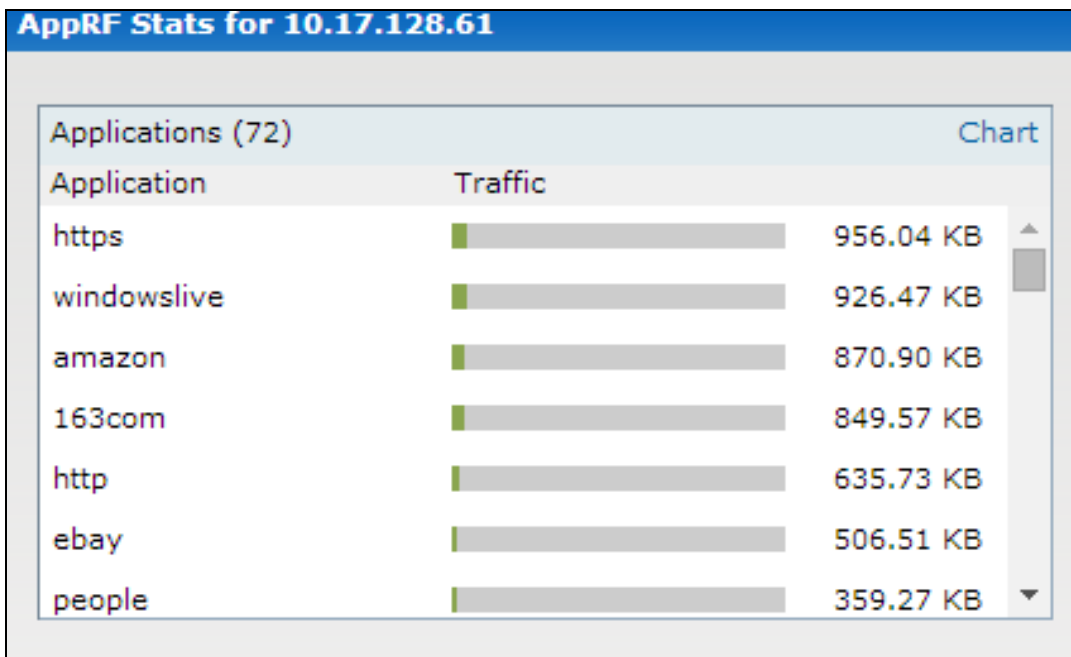 AppRF Stats for 10.17.128.61
Applications (72) Chart
Application Traffic
https 956.04 KB
windowslive 926.47 KB
amazon 870.90 KB
163com 849.57 KB
http 635.73 KB
ebay 506.51 KB
people 359.27 KB